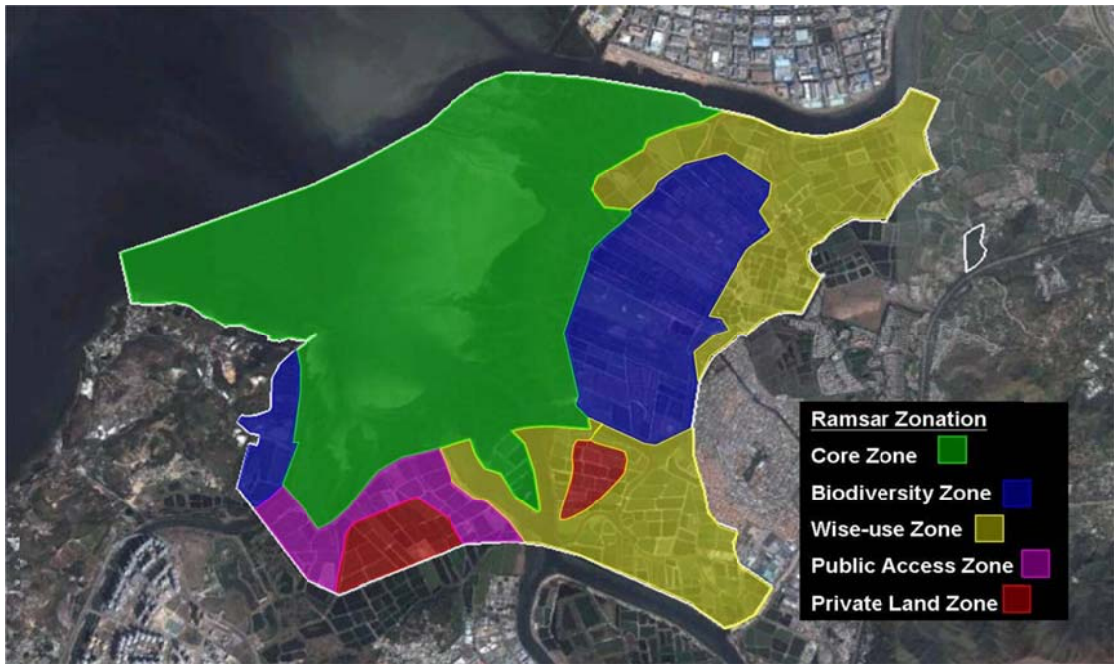 Ramsar Zonation
Core Zone
Biodiversity Zone
Wise-use Zone
Public Access Zone
Private Land Zone